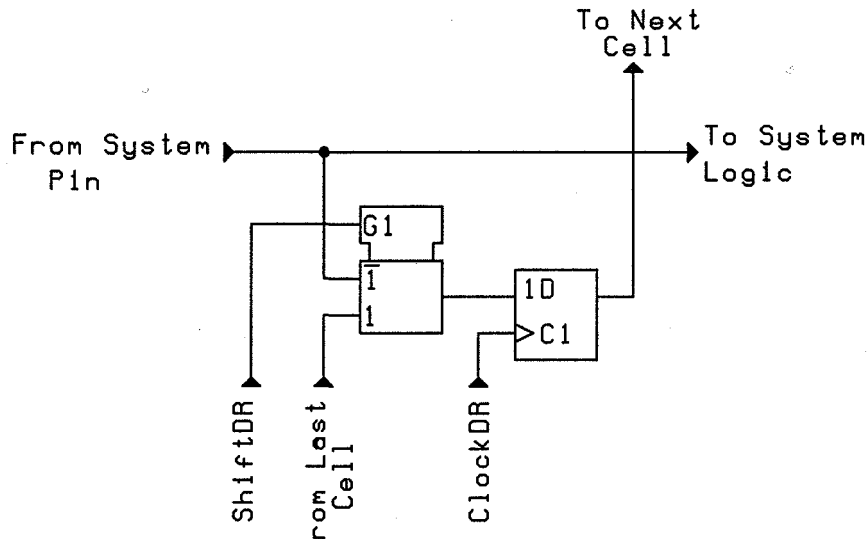 To Next
Cell
From System
Pin
To System
Logic
G1
1
1
1D
C1
ShiftDR
rom Last
Cell
ClockDR